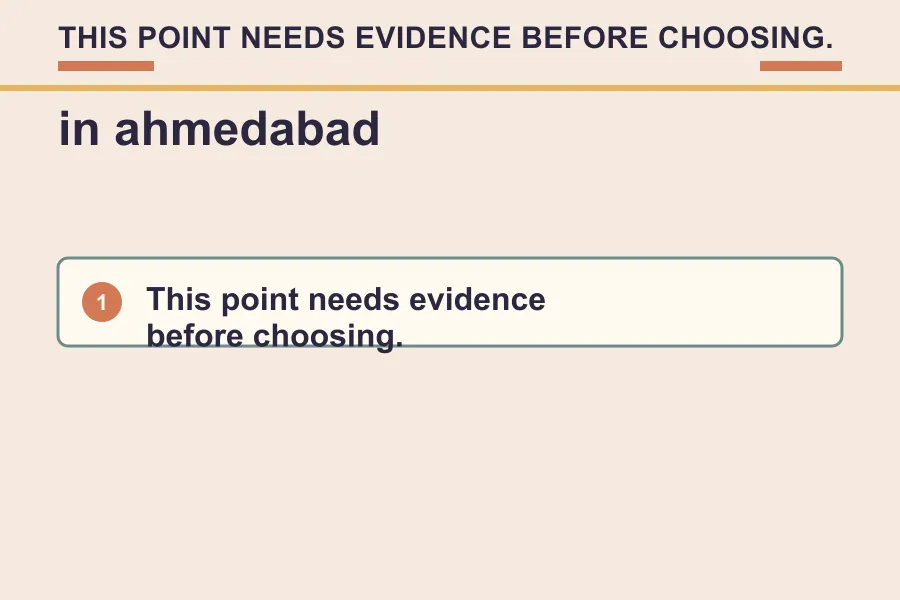 THIS POINT NEEDS EVIDENCE BEFORE CHOOSING.
in ahmedabad
1
This point needs evidence
before choosing.